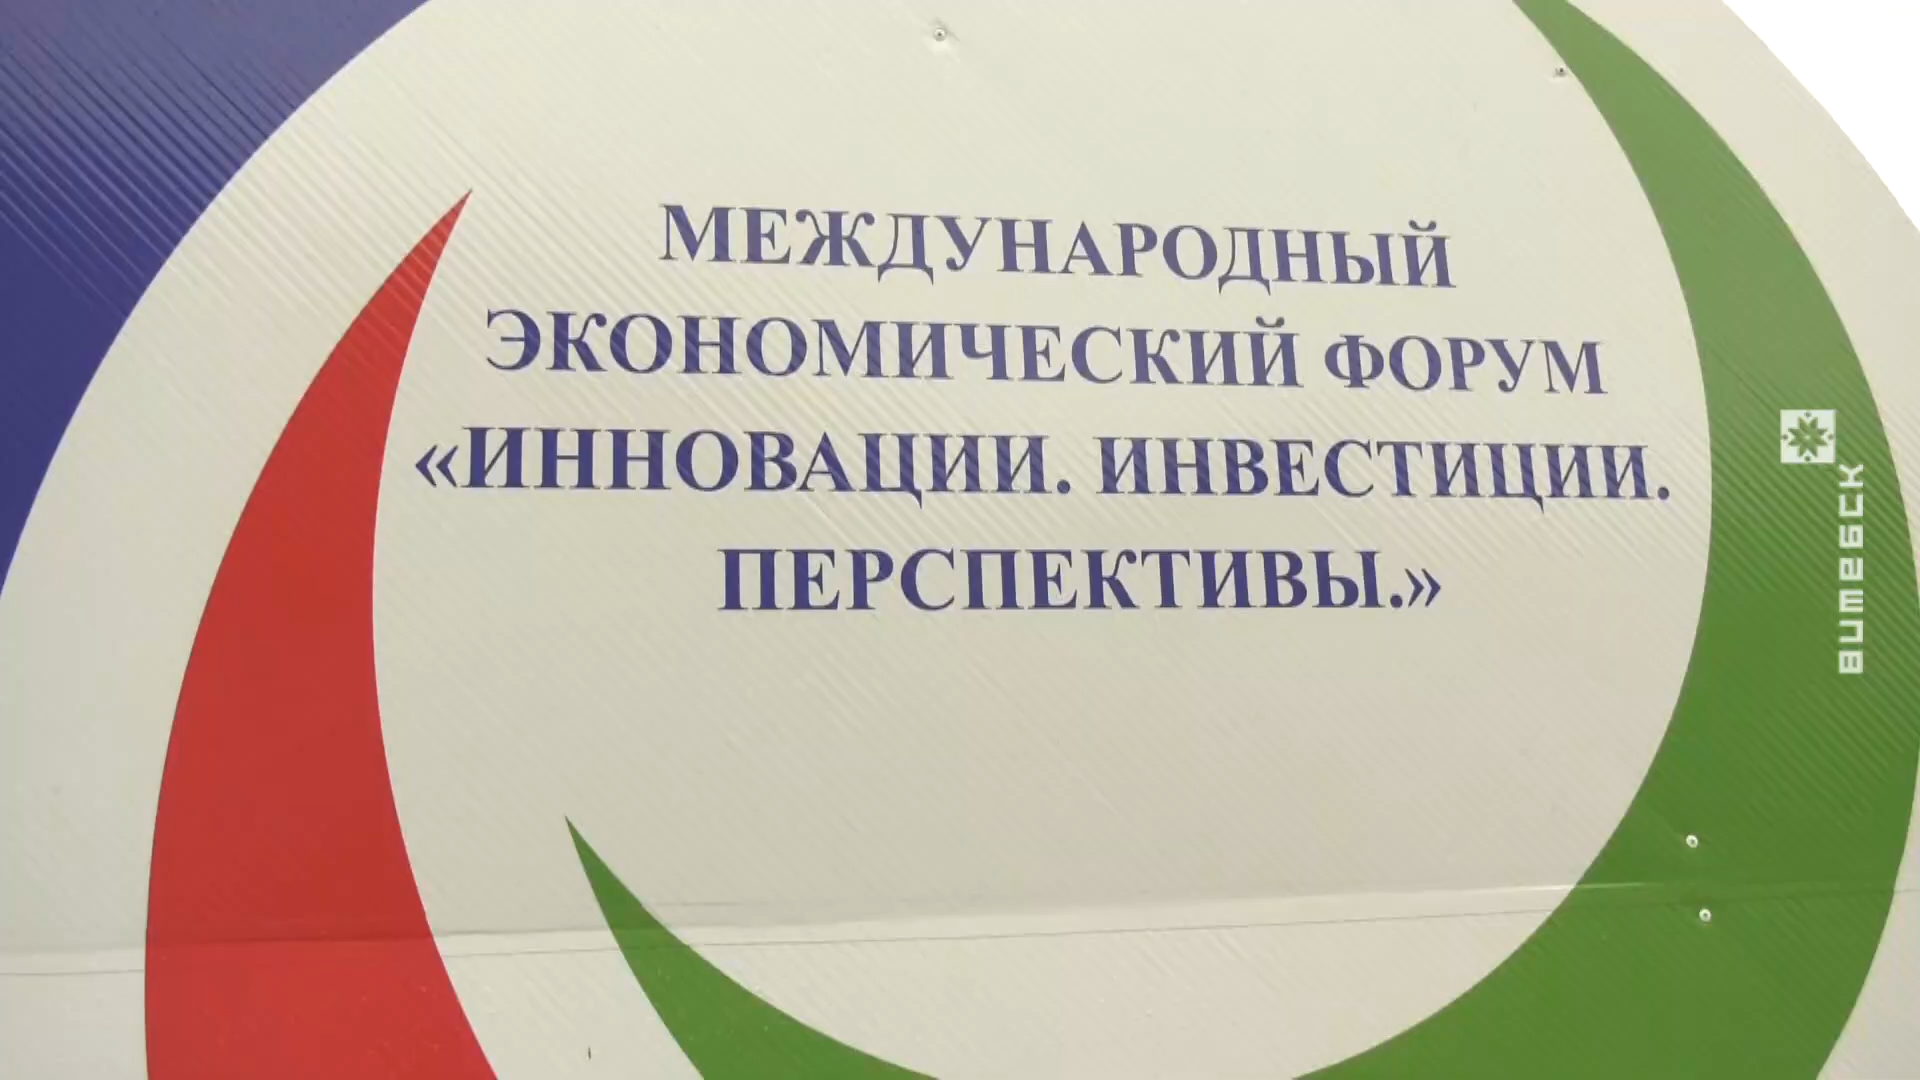 МЕЖДУНАРОДНЫЙ
ЭКОНОМИЧЕСКИЙ ФОРУМ
«ИННОВАЦИИ. ИНВЕСТИЦИИ.
ПЕРСПЕКТИВЫ.»
витебск